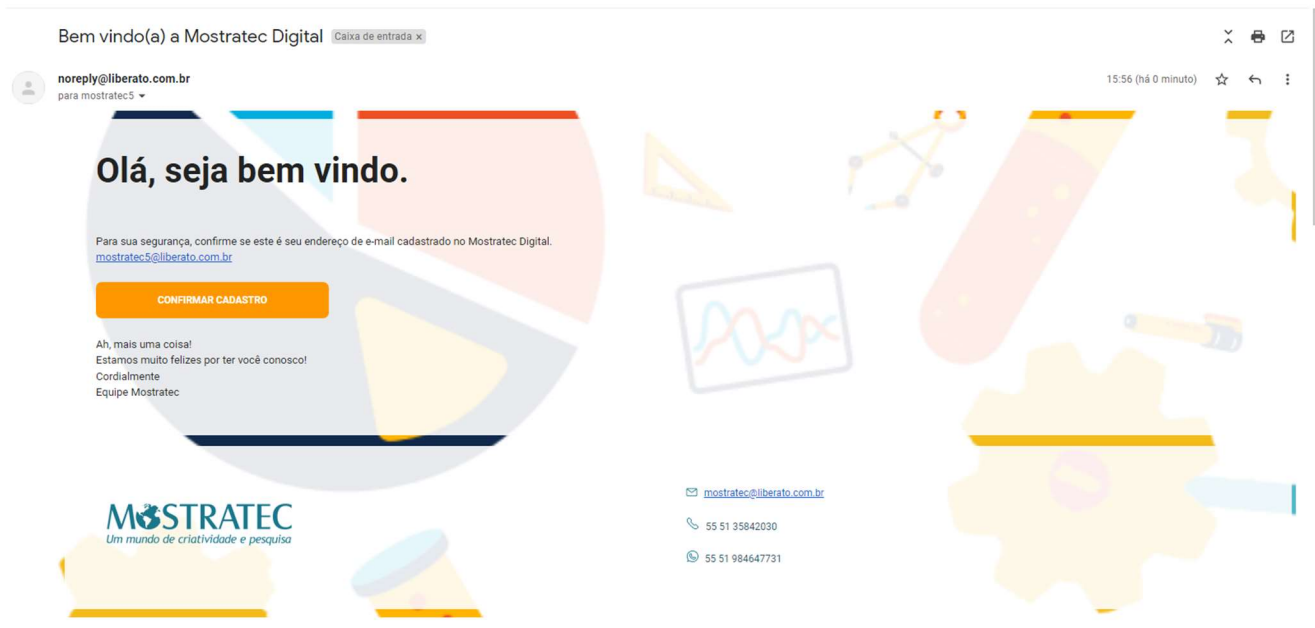 Bem vindo(a) a Mostratec Digital Caixa de entrada x
noreply@liberato.com.br
15:56 (há 0 minuto)
para mostratec5
Olá, seja bem vindo.
Para sua segurança, confirme se este é seu endereço de e-mail cadastrado no Mostratec Digital.
mostratec5@liberato.com.br
CONFIRMAR CADASTRO
Ah, mais uma coisa!
Estamos muito felizes por ter você conosco!
Cordialmente
Equipe Mostratec
MOSTRATEC
Um mundo de criatividade e pesquisa
mostratec@liberato.com.br
55 51 35842030
55 51 984647731